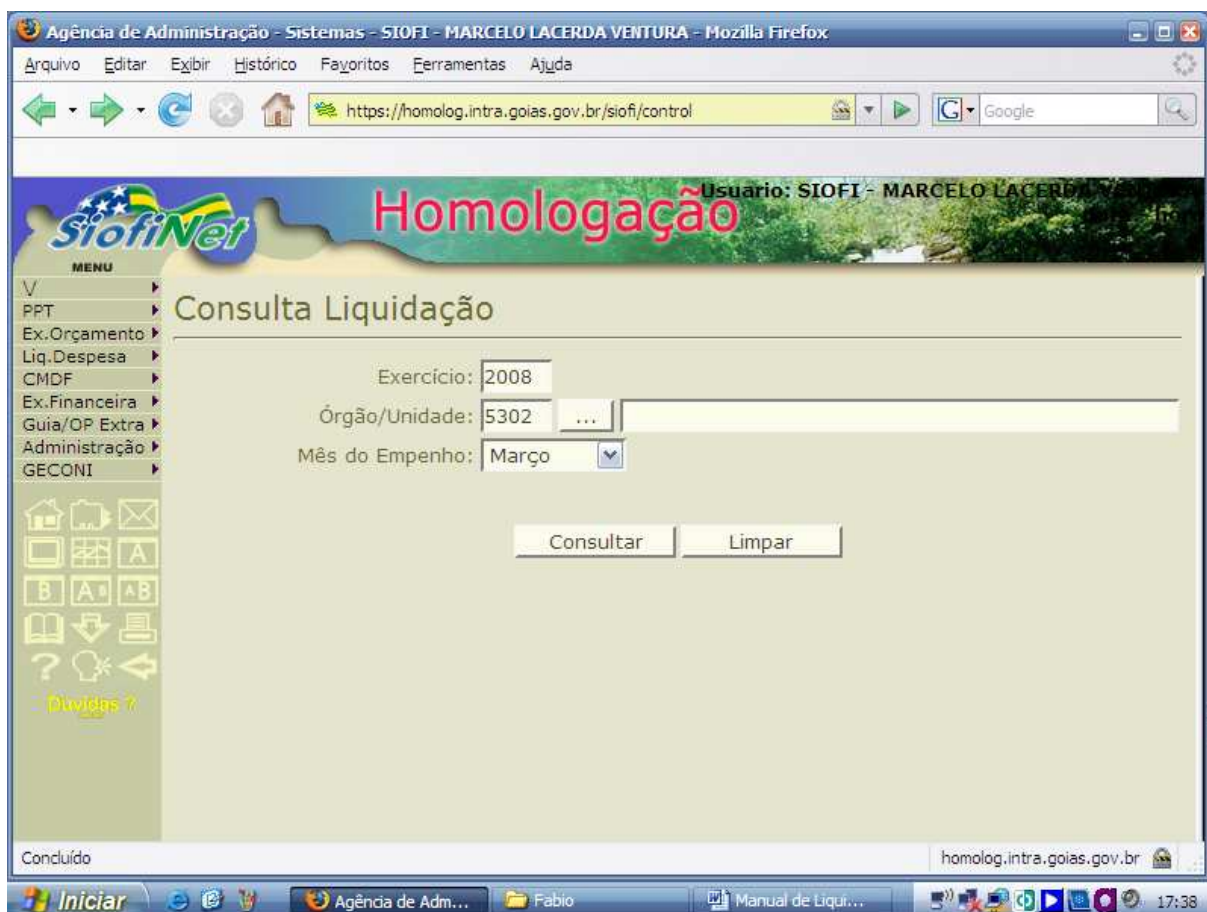 Agência de Administração - Sistemas - SIOFI - MARCELO LACERDA VENTURA - Mozilla Firefox
Arquivo Editar Exibir Histórico Favoritos Ferramentas Ajuda
https://homolog.intra.goias.gov.br/siofi/control
G Google
SiofiNet
Homologação
Usuario: SIOFI - MARCELO LACERDA
MENU
V
PPT
Ex.Orçamento
Liq.Despesa
CMDF
Ex.Financeira
Guia/OP Extra
Administração
GECONI
Consulta Liquidação
Exercício: 2008
Órgão/Unidade: 5302 ...
Mês do Empenho: Março
Consultar Limpar
A
B A B A B
?
Dúvidas ?
Concluído
homolog.intra.goias.gov.br
Iniciar
Agência de Adm...
Fabio
Manual de Liqui...
17:38